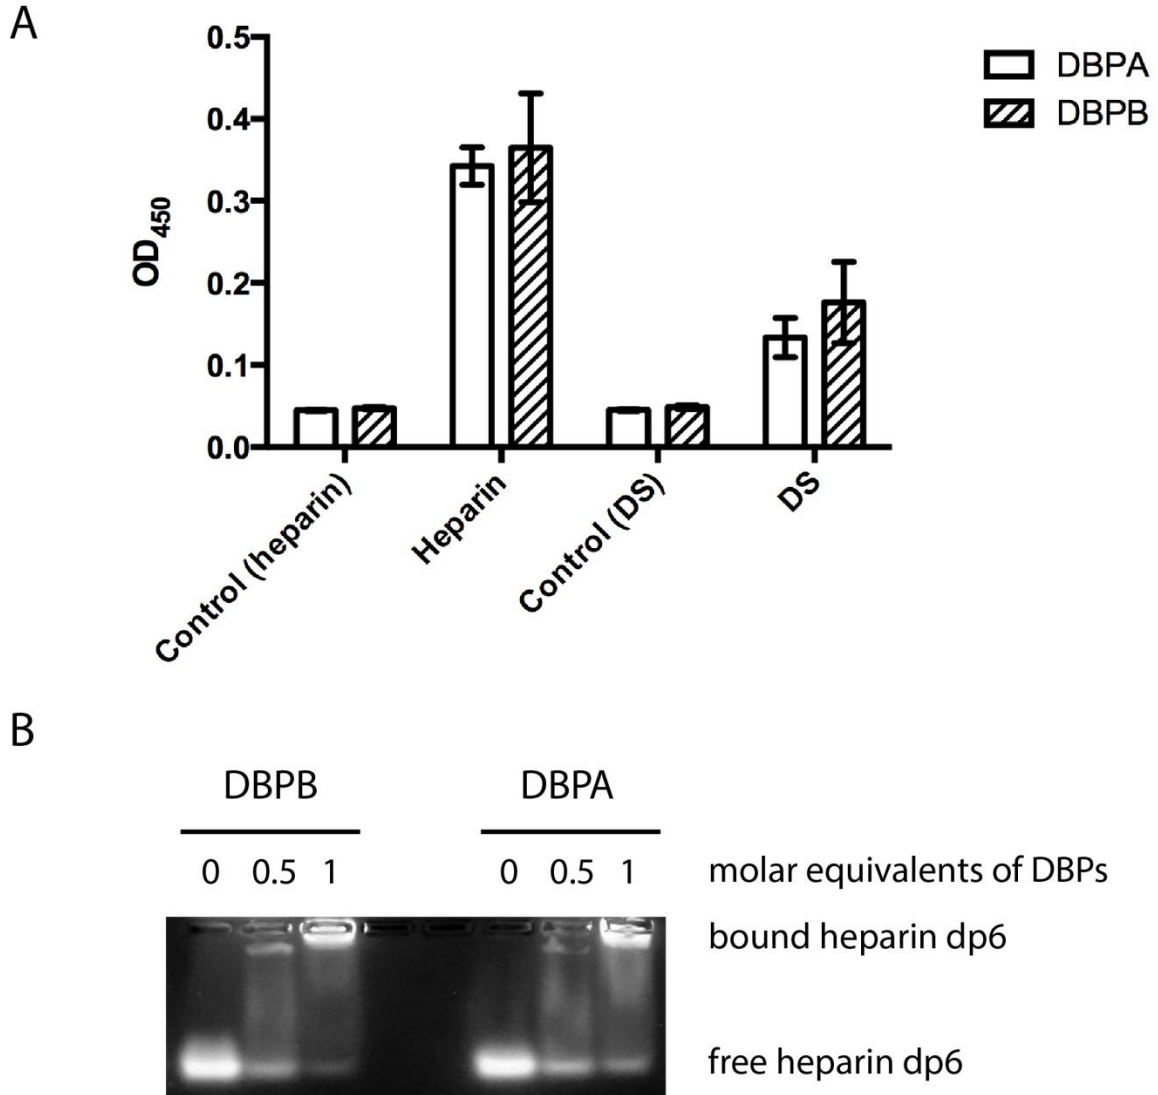 A
0.5
0.4
0.3
0.2
0.1
0.0
OD450
Control (heparin)
Heparin
Control (DS)
DS
DBPA
DBPB
B
DBPB DBPA
0 0.5 1 0 0.5 1 molar equivalents of DBPs
bound heparin dp6
free heparin dp6